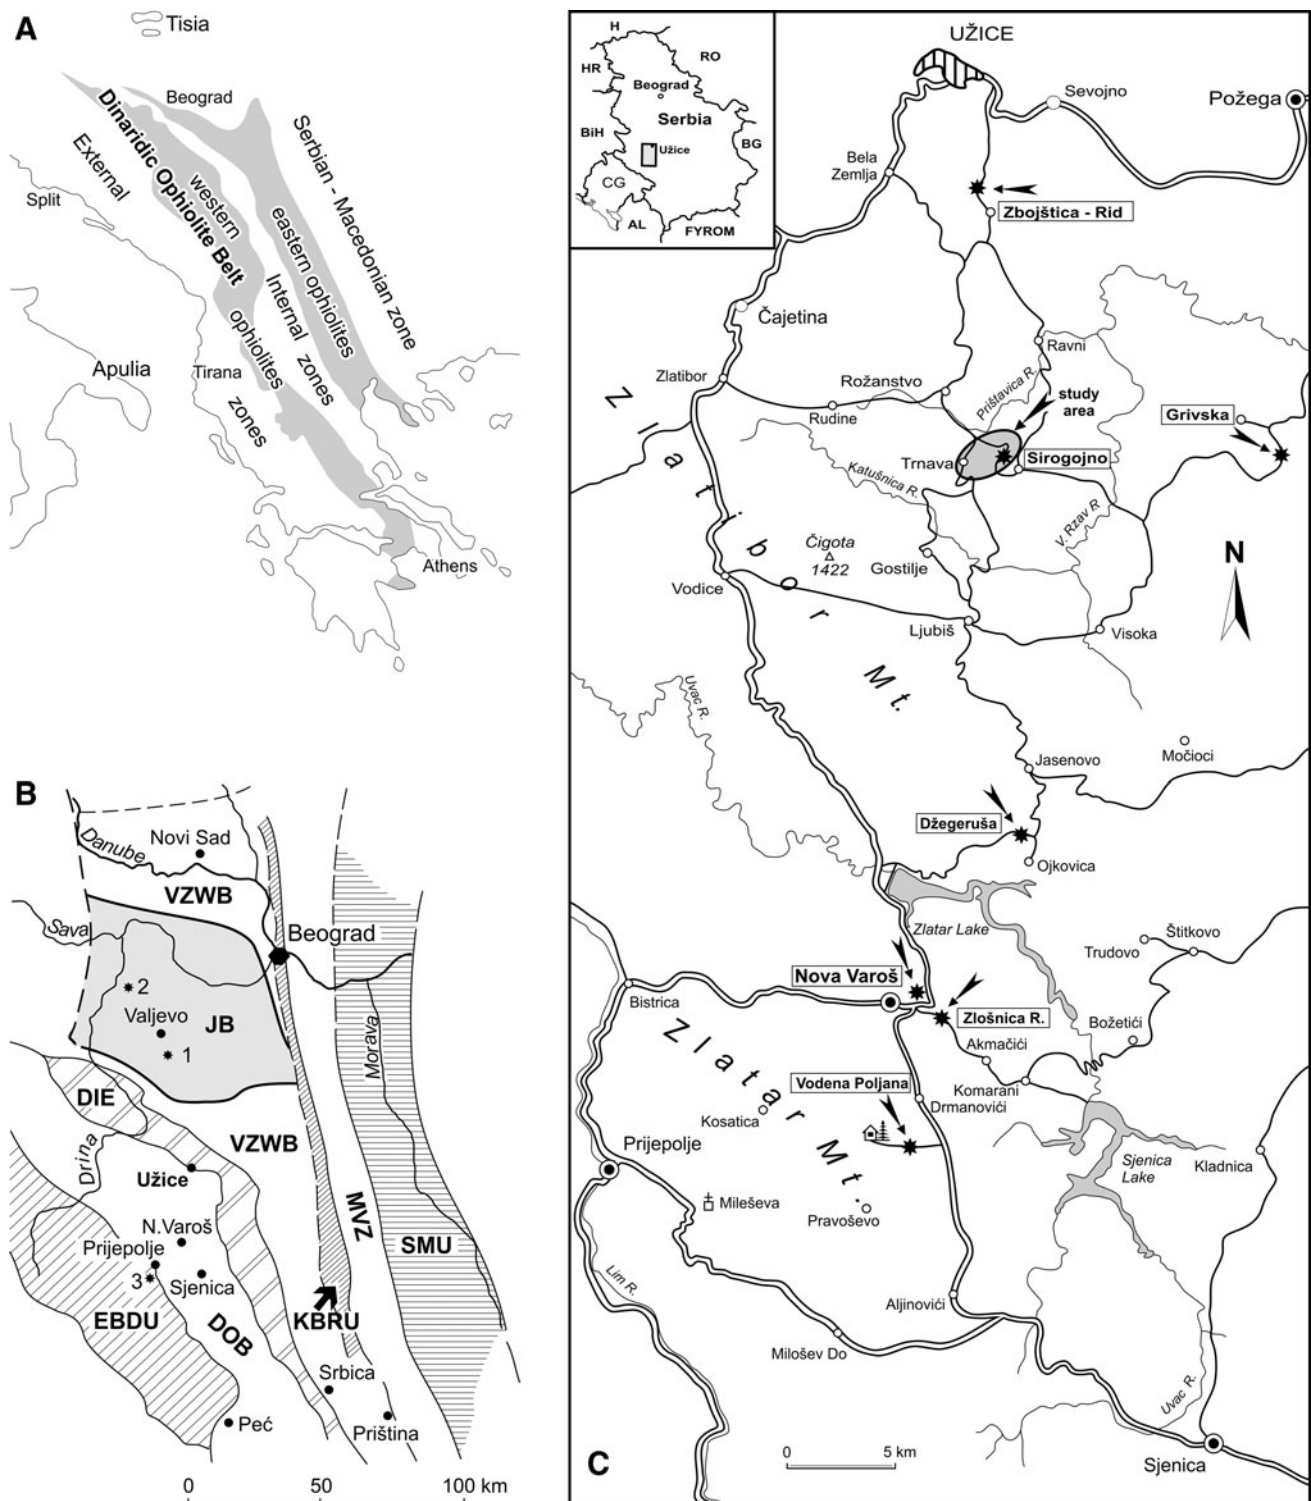 A
Tisia
Beograd
Dinaridic Ophiolite Belt
External
western
Serbian - Macedonian zone
eastern ophiolites
Internal
zones
ophiolites
Split
Apulia
Tirana
zones
Athens
B
Novi Sad
Danube
VZWB
Sava
Beograd
2
Valjevo
JB
1
Morava
DIE
VZWB
Drina
Užice
MVZ
N.Varoš
Prijepolje
SMU
3
Sjenica
EBDU
DOB
KBRU
Srbica
Peć
Priština
0 50 100 km
C
H
RO
HR
Beograd
Serbia
BiH
BG
Užice
CG
AL
FYROM
UŽICE
Sevojno
Požega
Bela
Zemlja
Zbojštica - Rid
Čajetina
Ravni
Zlatibor
Rožanstvo
Rudine
Prištavica R.
study
area
Grivska
Trnava
Sirogojno
Katušnica R.
V. Rzav R
Čigota
1422
Gostilje
N
Vodice
Ljubiš
Visoka
Zlatibor Mt.
Uvac R.
Jasenovo
Močioci
Džegeruša
Ojkovica
Zlatar Lake
Štitkovo
Trudovo
Nova Varoš
Bistrica
Zlošnica R.
Božetići
Akmačići
Zlatar Mt.
Vodena Poljana
Komarani
Drmanovići
Kosatica
Prijepolje
Sjenica
Lake
Kladnica
Mileševa
Pravoševo
Lim R.
Aljinovići
Milošev Do
Uvac R.
0 5 km
Sjenica